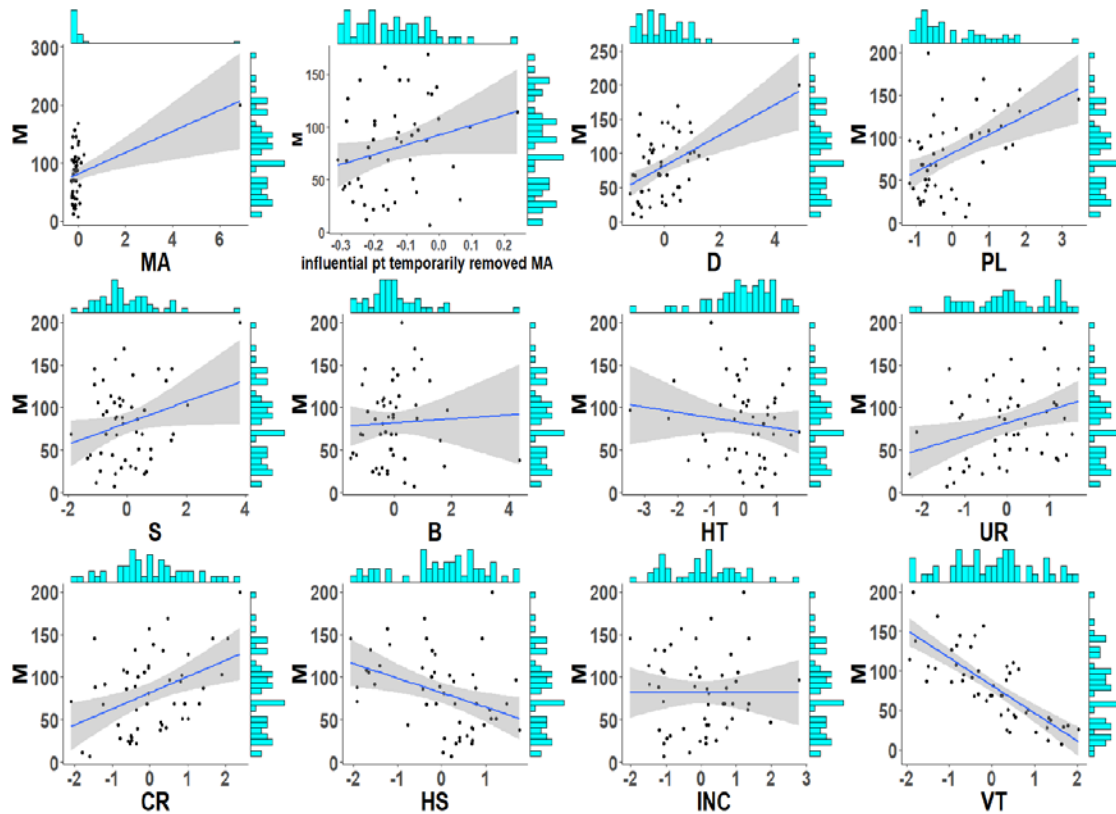 M
300
200
100
0
0 2 4 6
MA
M
150
100
50
0
-0.3 -0.2 -0.1 0.0 0.1 0.2
influential pt temporarily removed MA
M
250
200
150
100
50
0
0 2 4
D
M
200
150
100
50
0
-1 0 1 2 3
PL
M
200
150
100
50
0
-2 0 2 4
S
M
200
150
100
50
0
0 2 4
B
M
200
150
100
50
0
-3 -2 -1 0 1
HT
M
200
150
100
50
0
-2 -1 0 1
UR
M
200
150
100
50
0
-2 -1 0 1 2
CR
M
200
150
100
50
0
-2 -1 0 1
HS
M
200
150
100
50
0
-2 -1 0 1 2 3
INC
M
200
150
100
50
0
-2 -1 0 1 2
VT